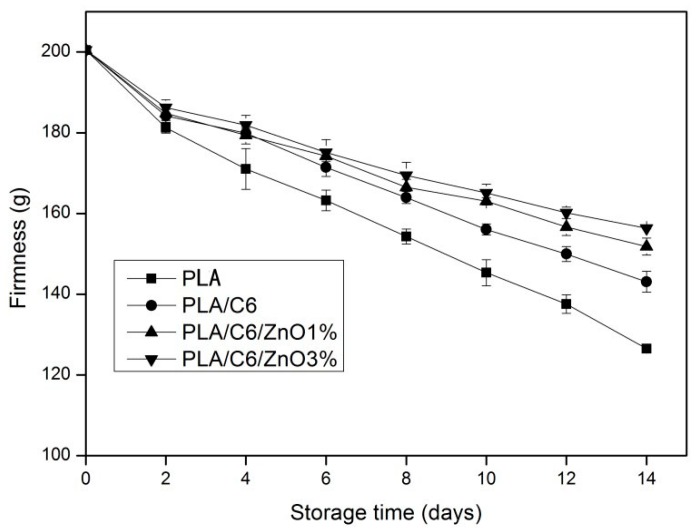 200
180
160
140
120
100
Firmness (g)
PLA
PLA/C6
PLA/C6/ZnO1%
PLA/C6/ZnO3%
0 2 4 6 8 10 12 14
Storage time (days)